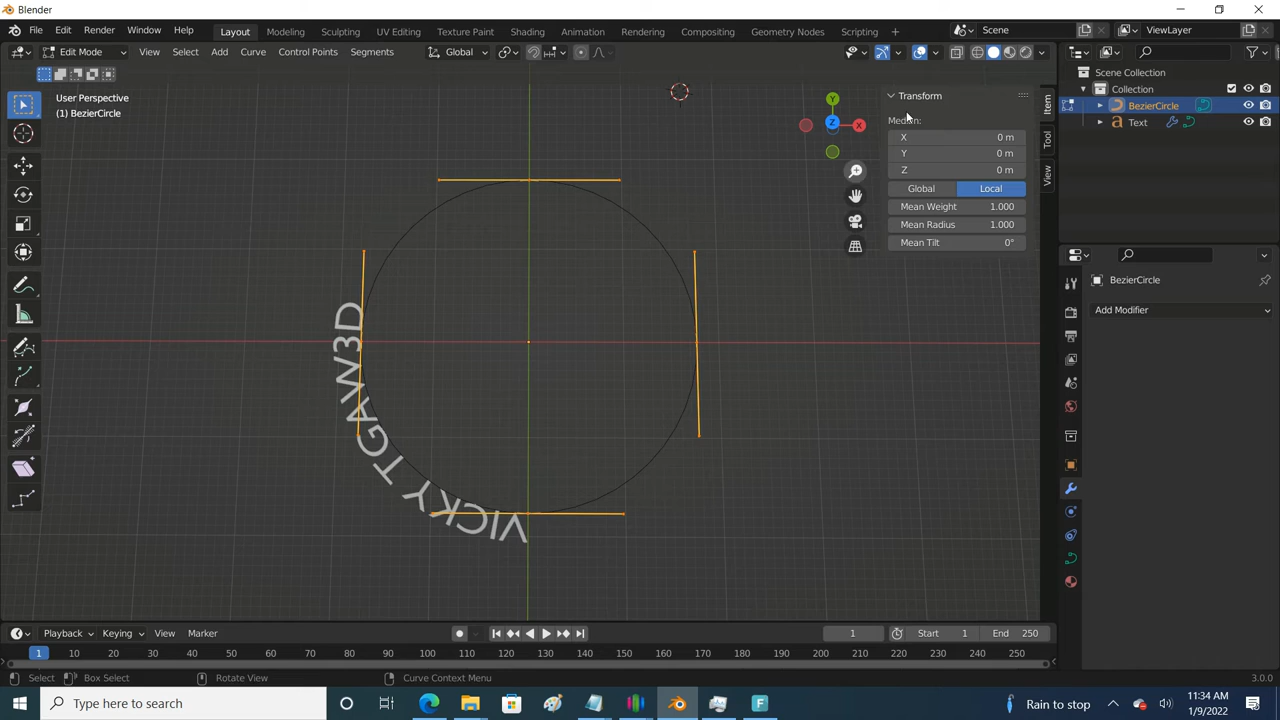 Blender
File Edit Render Window Help Layout Modeling Sculpting UV Editing Texture Paint Shading Animation Rendering Compositing Geometry Nodes Scripting Scene ViewLayer
Edit Mode View Select Add Curve Control Points Segments Global
User Perspective
(1) BezierCircle
Y
Z
X
Transform
Median:
X 0 m
Y 0 m
Z 0 m
Global Local
Mean Weight 1.000
Mean Radius 1.000
Mean Tilt 0°
Item
Tool
View
Scene Collection
Collection
BezierCircle
Text
BezierCircle
Add Modifier
VICKY TGAW3D
Playback Keying View Marker 1 Start 1 End 250
1 10 20 30 40 50 60 70 80 90 100 110 120 130 140 150 160 170 180 190 200 210 220 230 240 250
Select Box Select Rotate View Curve Context Menu 3.0.0
Type here to search
Rain to stop
11:34 AM
1/9/2022